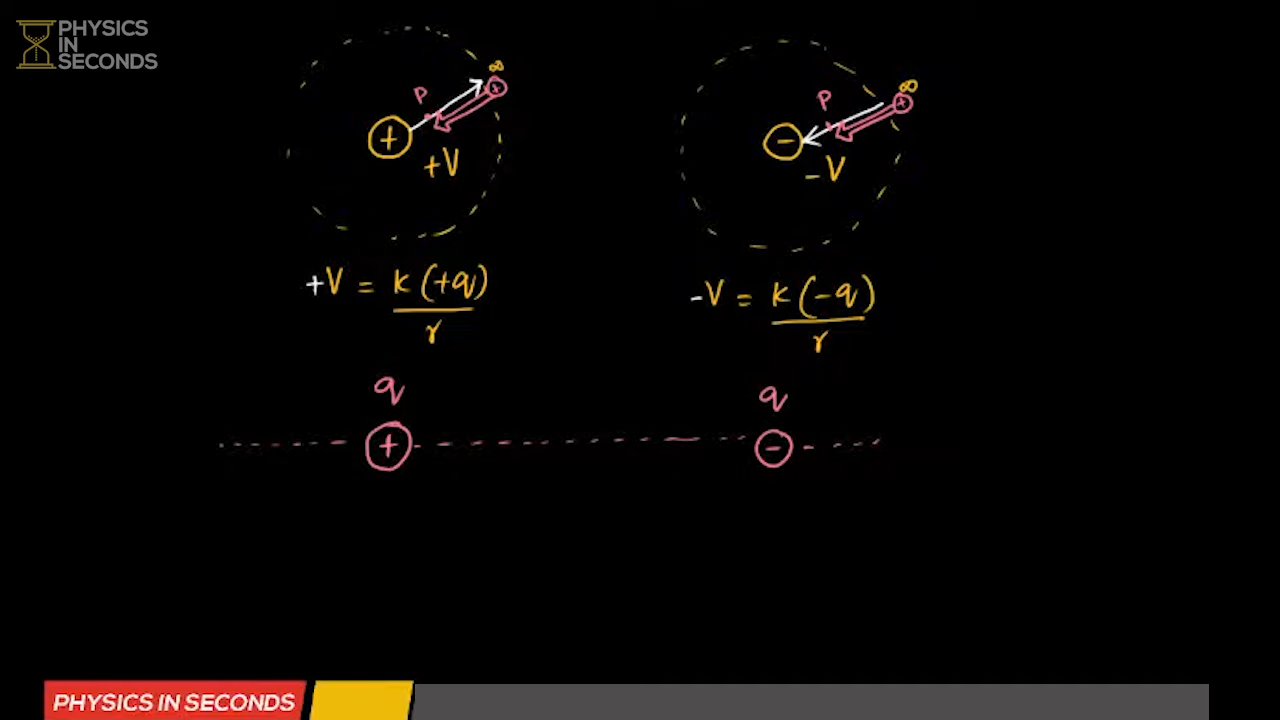 PHYSICS
IN
SECONDS
∞
P
+
+
+V
∞
P
+
-
-V
+V = k(+q)/r
-V = k(-q)/r
q
q
+
-
PHYSICS IN SECONDS